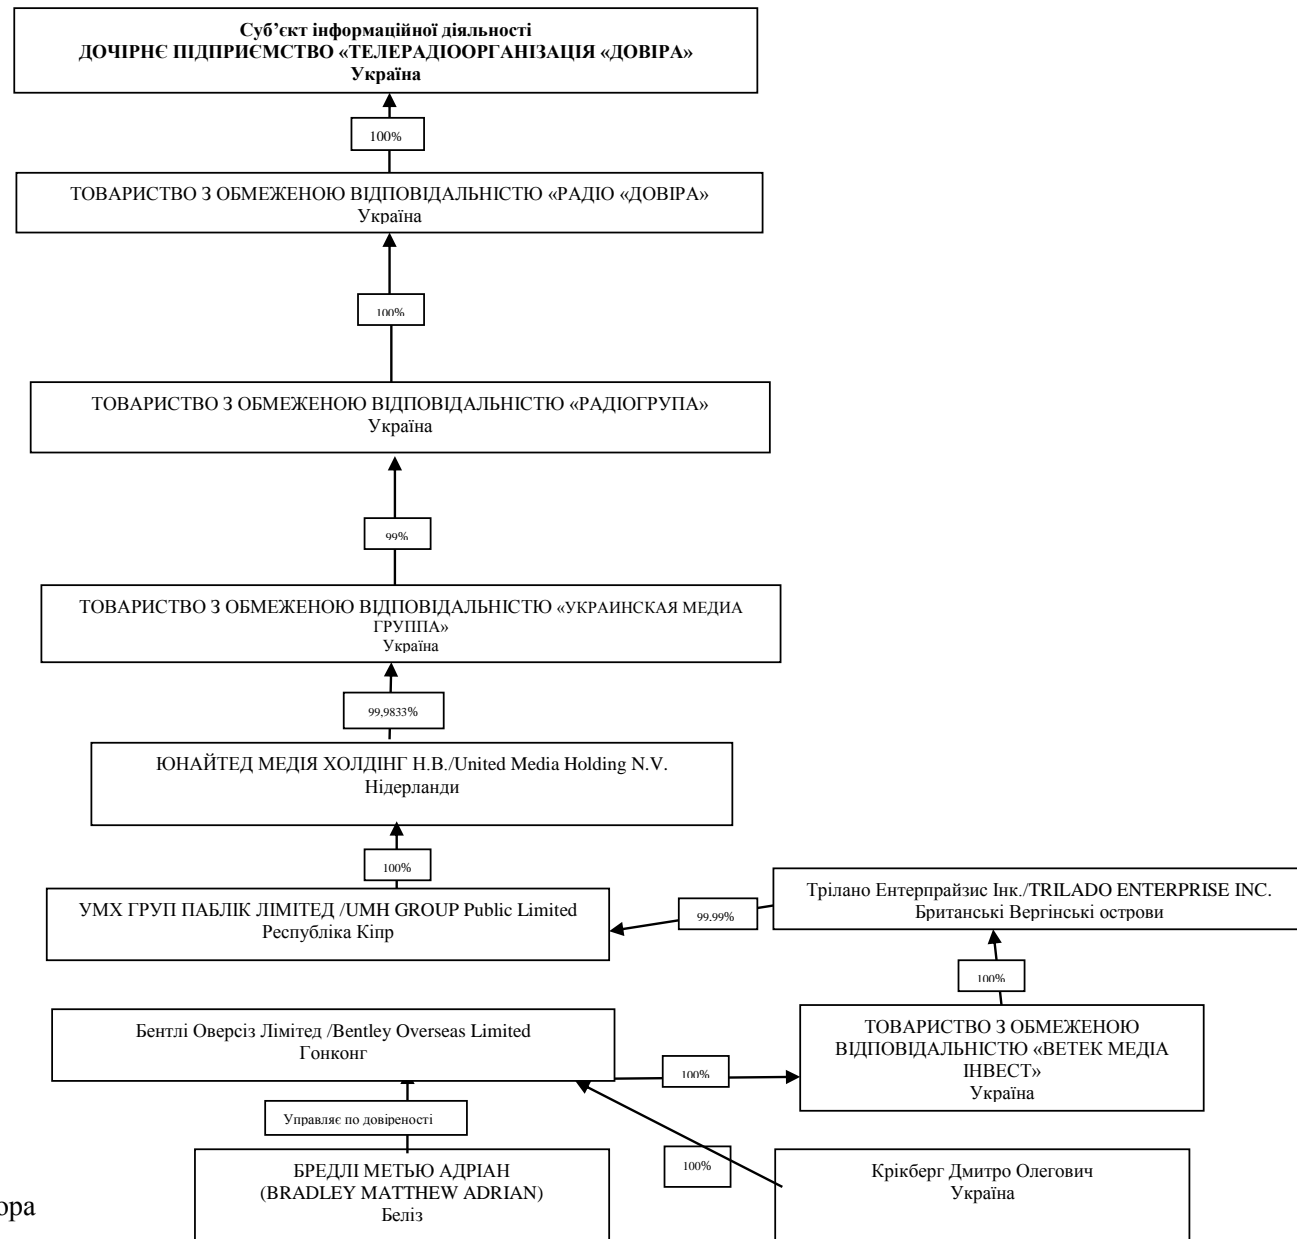 Суб’єкт інформаційної діяльності
ДОЧІРНЄ ПІДПРИЄМСТВО «ТЕЛЕРАДІООРГАНІЗАЦІЯ «ДОВІРА»
Україна
100%
ТОВАРИСТВО З ОБМЕЖЕНОЮ ВІДПОВІДАЛЬНІСТЮ «РАДІО «ДОВІРА»
Україна
100%
ТОВАРИСТВО З ОБМЕЖЕНОЮ ВІДПОВІДАЛЬНІСТЮ «РАДІОГРУПА»
Україна
99%
ТОВАРИСТВО З ОБМЕЖЕНОЮ ВІДПОВІДАЛЬНІСТЮ «УКРАИНСКАЯ МЕДИА
ГРУППА»
Україна
99,9833%
ЮНАЙТЕД МЕДІЯ ХОЛДІНГ Н.В./United Media Holding N.V.
Нідерланди
100%
УМХ ГРУП ПАБЛІК ЛІМІТЕД /UMH GROUP Public Limited
Республіка Кіпр
99,99%
Трілано Ентерпрайзис Інк./TRILADO ENTERPRISE INC.
Британські Вергінські острови
100%
Бентлі Оверсіз Лімітед /Bentley Overseas Limited
Гонконг
100%
ТОВАРИСТВО З ОБМЕЖЕНОЮ
ВІДПОВІДАЛЬНІСТЮ «ВЕТЕК МЕДІА
ІНВЕСТ»
Україна
Управляє по довіреності
БРЕДЛІ МЕТЬЮ АДРІАН
(BRADLEY MATTHEW ADRIAN)
Беліз
100%
Крікберг Дмитро Олегович
Україна
ора